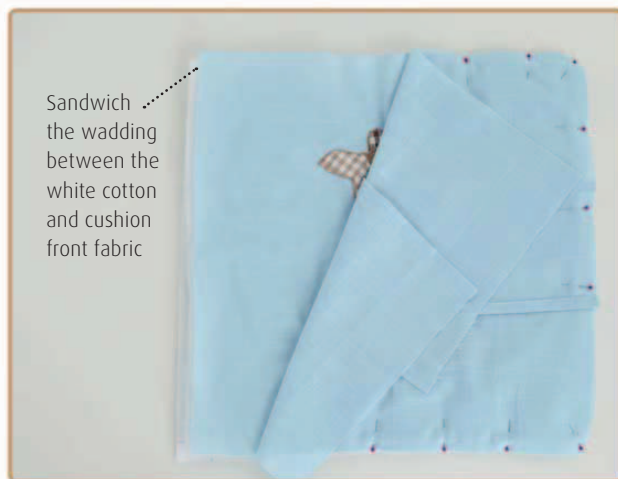 Sandwich
the wadding
between the
white cotton
and cushion
front fabric